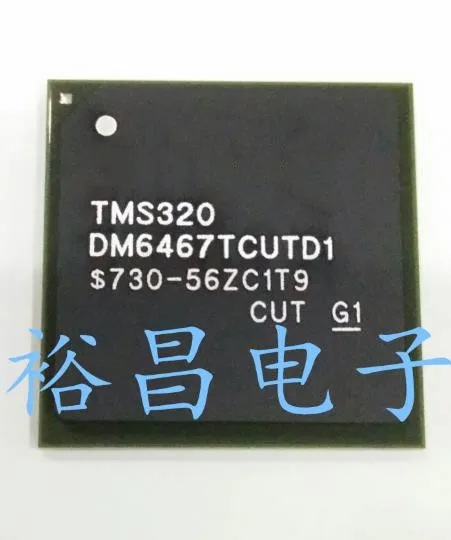 TMS320
DM6467TCUTD1
$730-56ZC1T9
CUT G1
裕昌电子